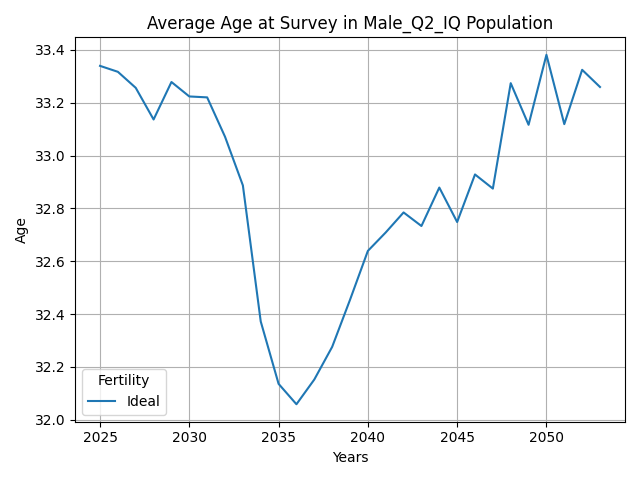 Average Age at Survey in Male_Q2_IQ Population
Age
33.4
33.2
33.0
32.8
32.6
32.4
32.2
32.0
Fertility
Ideal
2025 2030 2035 2040 2045 2050
Years